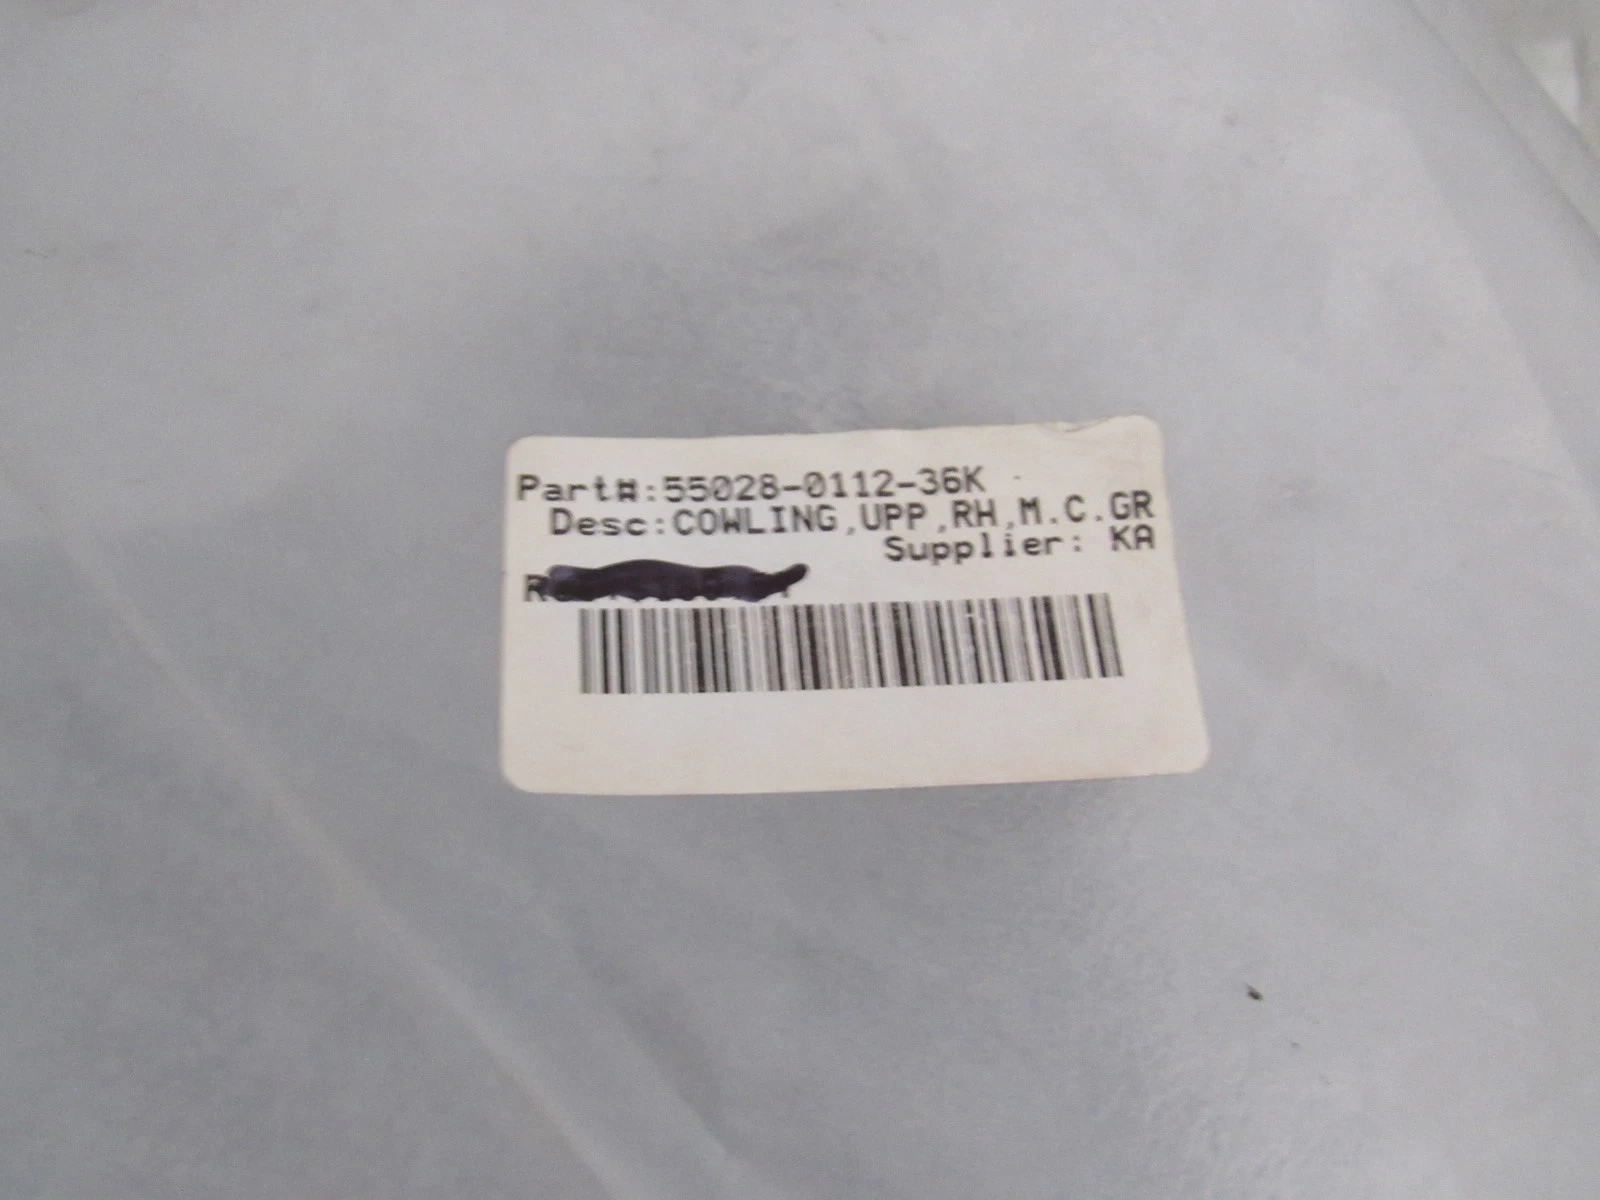 Part#:55028-0112-36K
Desc:COWLING,UPP,RH,M.C.GR
Supplier: KA